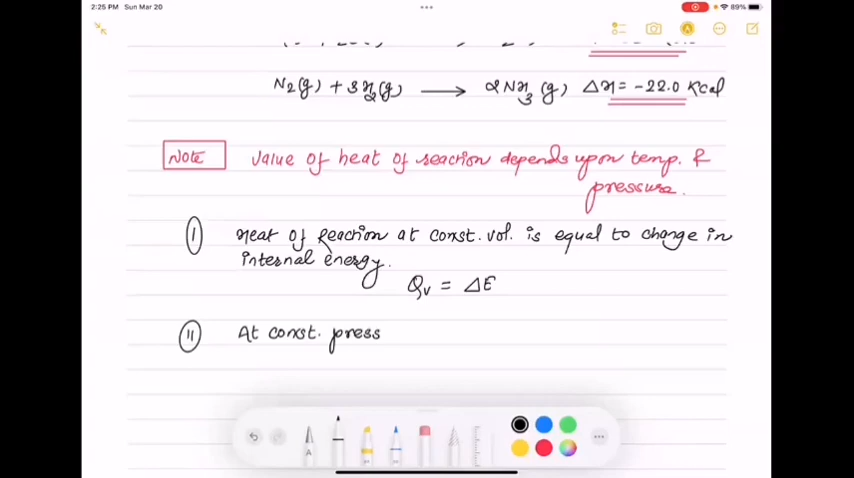 2:25 PM Sun Mar 20
89%
N2(g) + 3H2(g) ⟶ 2NH3(g) ΔH = -22.0 Kcal
Note
Value of heat of reaction depends upon temp. &
pressure.
I
Heat of Reaction at const. vol. is equal to change in
internal energy.
Qv = ΔE
II
At const. press
A